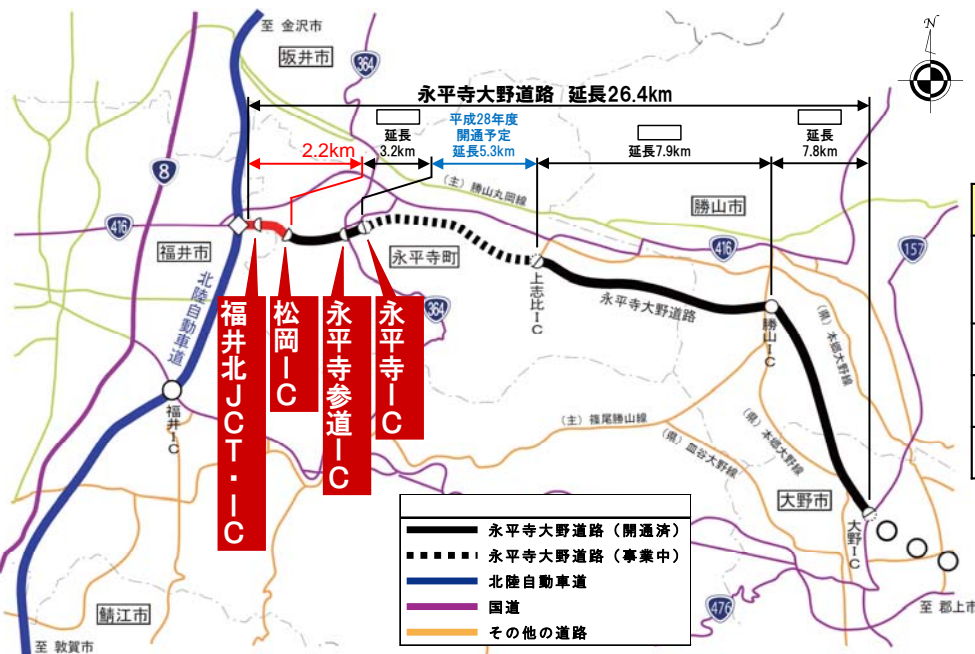 至 金沢市
坂井市
364
N
永平寺大野道路 延長26.4km
2.2km
延長
3.2km
平成28年度
開通予定
延長5.3km
延長7.9km
延長
7.8km
8
(主)勝山丸岡線
勝山市
416
416
157
福井市
永平寺町
北陸自動車道
上志比IC
永平寺大野道路
勝山IC
(県)本郷大野線
364
福井北JCT・IC
松岡IC
永平寺参道IC
永平寺IC
福井IC
(主)篠尾勝山線
(県)皿谷大野線
(県)本郷大野線
大野市
大野IC
永平寺大野道路(開通済)
永平寺大野道路(事業中)
北陸自動車道
国道
その他の道路
476
鯖江市
至 郡上市
至 敦賀市